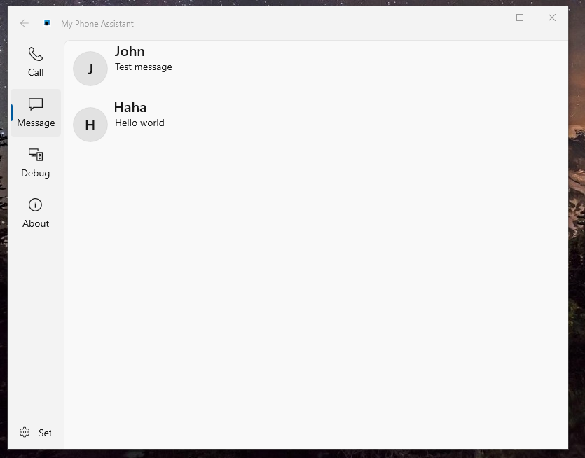 My Phone Assistant
Call
Message
Debug
About
Set
J
John
Test message
H
Haha
Hello world